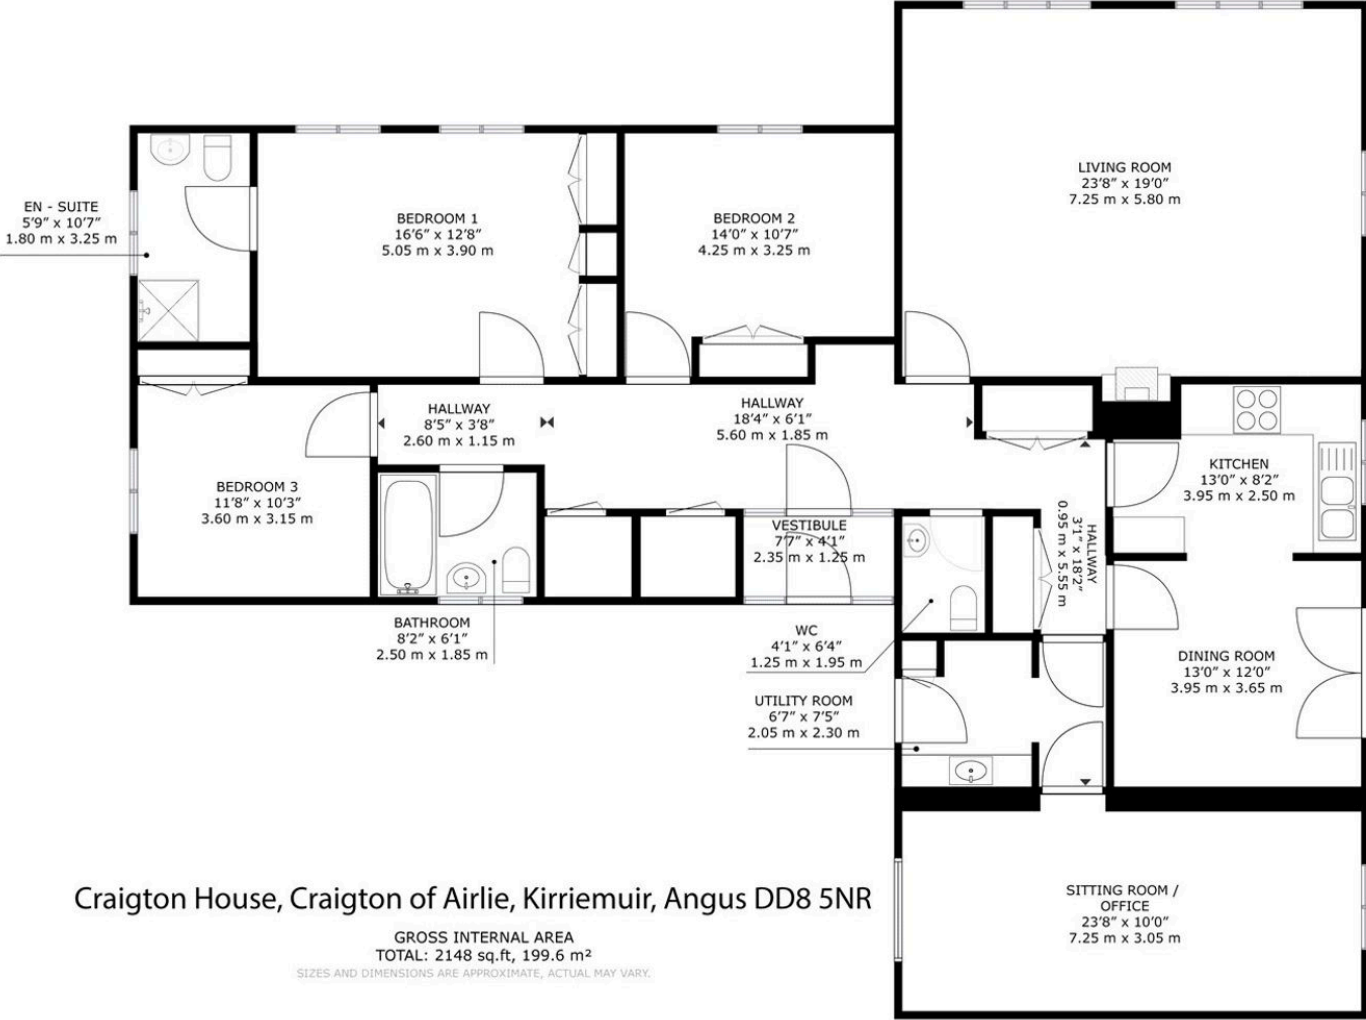 LIVING ROOM
23'8" x 19'0"
7.25 m x 5.80 m
EN - SUITE
5'9" x 10'7"
1.80 m x 3.25 m
BEDROOM 1
16'6" x 12'8"
5.05 m x 3.90 m
BEDROOM 2
14'0" x 10'7"
4.25 m x 3.25 m
HALLWAY
8'5" x 3'8"
2.60 m x 1.15 m
HALLWAY
18'4" x 6'1"
5.60 m x 1.85 m
KITCHEN
13'0" x 8'2"
3.95 m x 2.50 m
BEDROOM 3
11'8" x 10'3"
3.60 m x 3.15 m
VESTIBULE
7'7" x 4'1"
2.35 m x 1.25 m
HALLWAY
3'1" x 18'2"
0.95 m x 5.55 m
BATHROOM
8'2" x 6'1"
2.50 m x 1.85 m
WC
4'1" x 6'4"
1.25 m x 1.95 m
DINING ROOM
13'0" x 12'0"
3.95 m x 3.65 m
UTILITY ROOM
6'7" x 7'5"
2.05 m x 2.30 m
SITTING ROOM /
OFFICE
23'8" x 10'0"
7.25 m x 3.05 m
Craigton House, Craigton of Airlie, Kirriemuir, Angus DD8 5NR
GROSS INTERNAL AREA
TOTAL: 2148 sq.ft, 199.6 m²
SIZES AND DIMENSIONS ARE APPROXIMATE, ACTUAL MAY VARY.